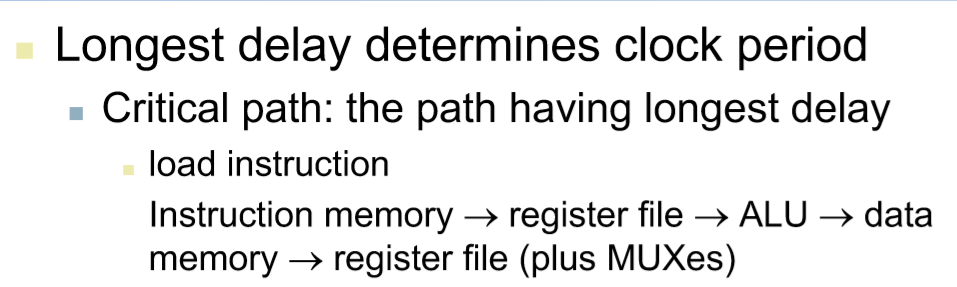 Longest delay determines clock period
Critical path: the path having longest delay
load instruction
Instruction memory → register file → ALU → data
memory → register file (plus MUXes)